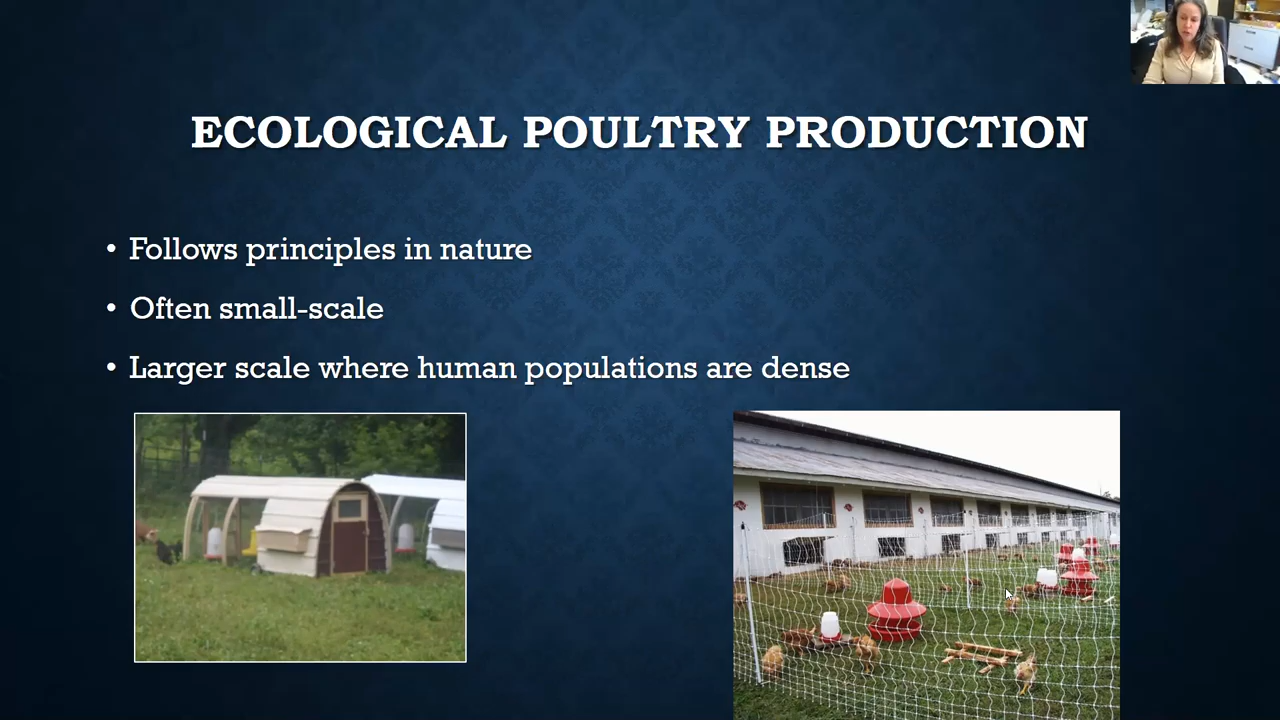 ECOLOGICAL POULTRY PRODUCTION
• Follows principles in nature
• Often small-scale
• Larger scale where human populations are dense